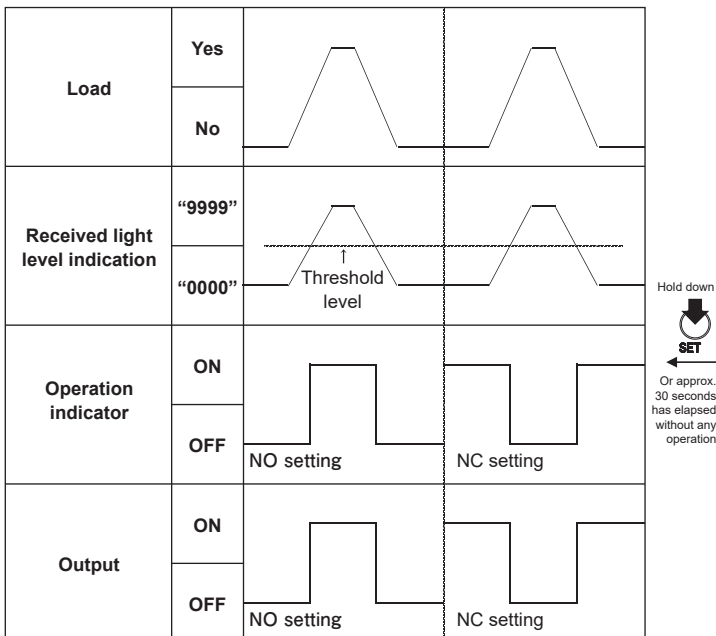 Load
Yes
No
Received light
level indication
“9999”
“0000”
↑
Threshold
level
Operation
indicator
ON
OFF
NO setting
NC setting
Output
ON
OFF
NO setting
NC setting
Hold down
SET
Or approx.
30 seconds
has elapsed
without any
operation